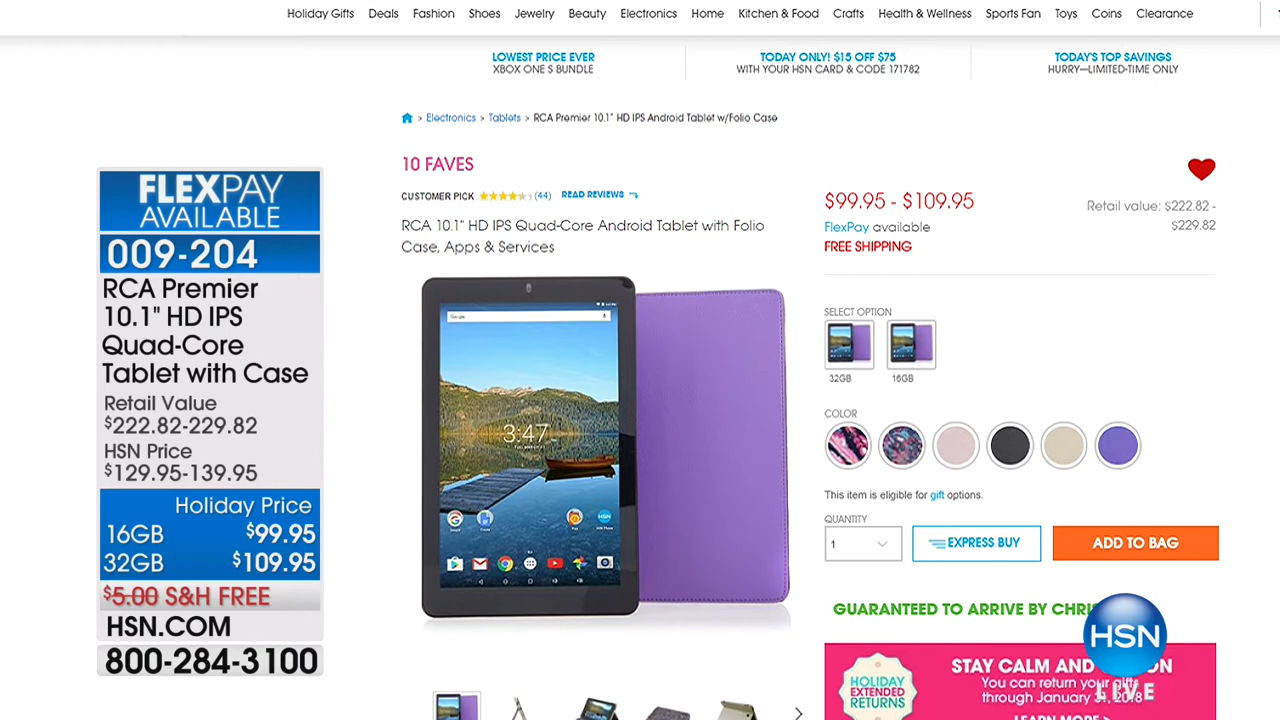 Holiday Gifts Deals Fashion Shoes Jewelry Beauty Electronics Home Kitchen & Food Crafts Health & Wellness Sports Fan Toys Coins Clearance
LOWEST PRICE EVER
XBOX ONE S BUNDLE
TODAY ONLY! $15 OFF $75
WITH YOUR HSN CARD & CODE 171782
TODAY'S TOP SAVINGS
HURRY—LIMITED-TIME ONLY
Electronics > Tablets > RCA Premier 10.1" HD IPS Android Tablet w/Folio Case
FLEXPAY
AVAILABLE
009-204
RCA Premier
10.1" HD IPS
Quad-Core
Tablet with Case
Retail Value
$222.82-229.82
HSN Price
$129.95-139.95
Holiday Price
16GB $99.95
32GB $109.95
$5.00 S&H FREE
HSN.COM
800-284-3100
10 FAVES
CUSTOMER PICK (44) READ REVIEWS
RCA 10.1" HD IPS Quad-Core Android Tablet with Folio
Case, Apps & Services
Google
3:47
$99.95 - $109.95
FlexPay available
FREE SHIPPING
Retail value: $222.82 -
$229.82
SELECT OPTION
32GB 16GB
COLOR
This item is eligible for gift options.
QUANTITY
1
EXPRESS BUY
ADD TO BAG
GUARANTEED TO ARRIVE BY
HSN
LIVE
HOLIDAY
EXTENDED
RETURNS
STAY CALM AND
You can return your gifts
through January 31, 2018
LEARN MORE >